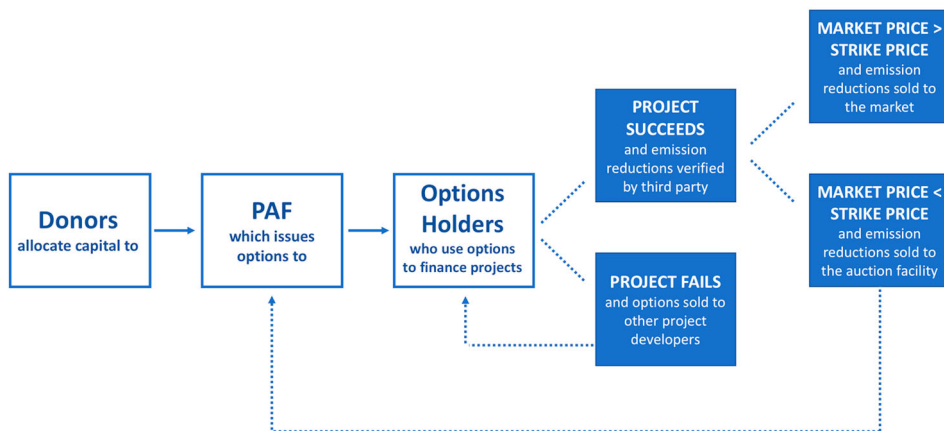 Donors
allocate capital to
PAF
which issues
options to
Options
Holders
who use options
to finance projects
PROJECT
SUCCEEDS
and emission
reductions verified
by third party
PROJECT FAILS
and options sold to
other project
developers
MARKET PRICE >
STRIKE PRICE
and emission
reductions sold to
the market
MARKET PRICE <
STRIKE PRICE
and emission
reductions sold to
the auction facility